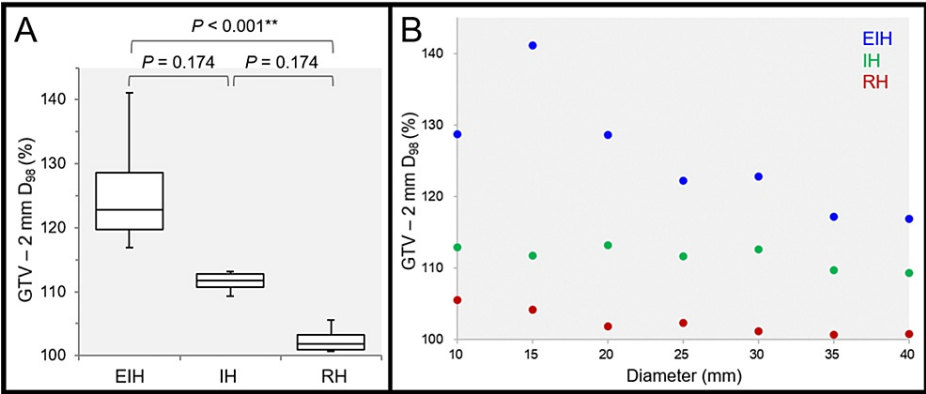 A
P < 0.001**
P = 0.174 P = 0.174
GTV – 2 mm D98 (%)
140
130
120
110
100
EIH IH RH
B
EIH
IH
RH
GTV – 2 mm D98 (%)
140
130
120
110
100
10 15 20 25 30 35 40
Diameter (mm)